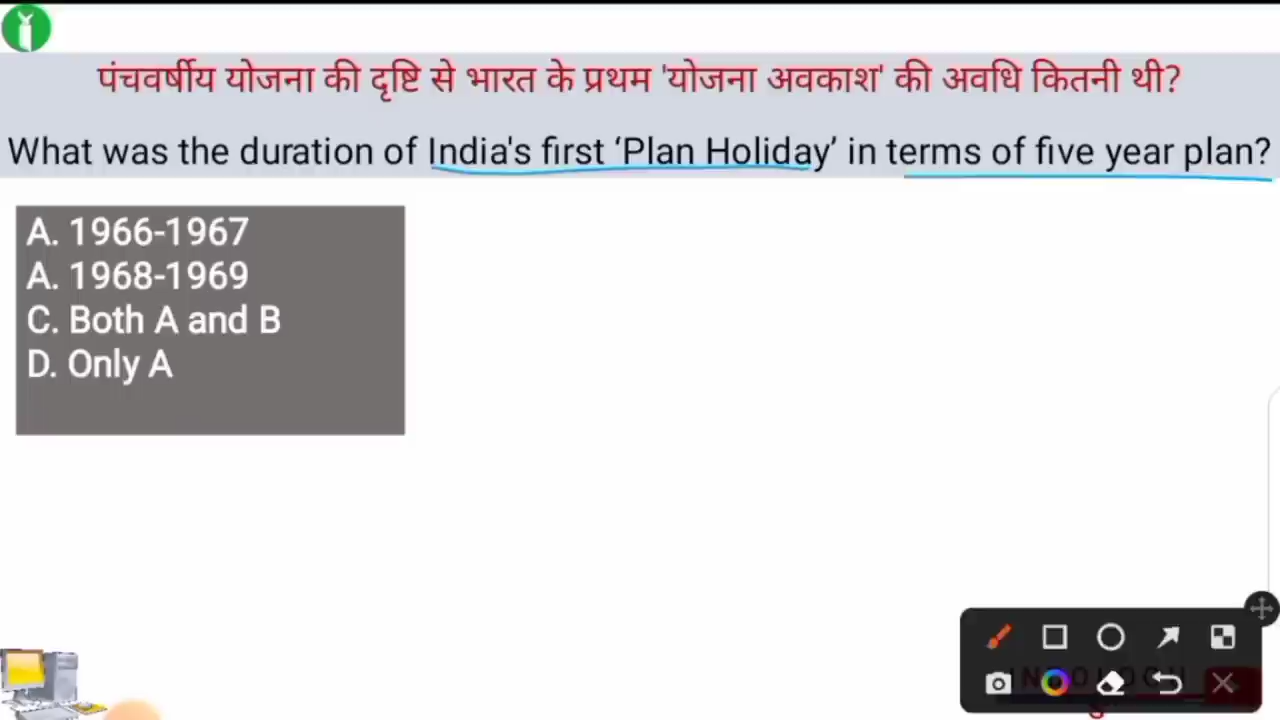 पंचवर्षीय योजना की दृष्टि से भारत के प्रथम 'योजना अवकाश' की अवधि कितनी थी?
What was the duration of India's first ‘Plan Holiday’ in terms of five year plan?
A. 1966-1967
A. 1968-1969
C. Both A and B
D. Only A